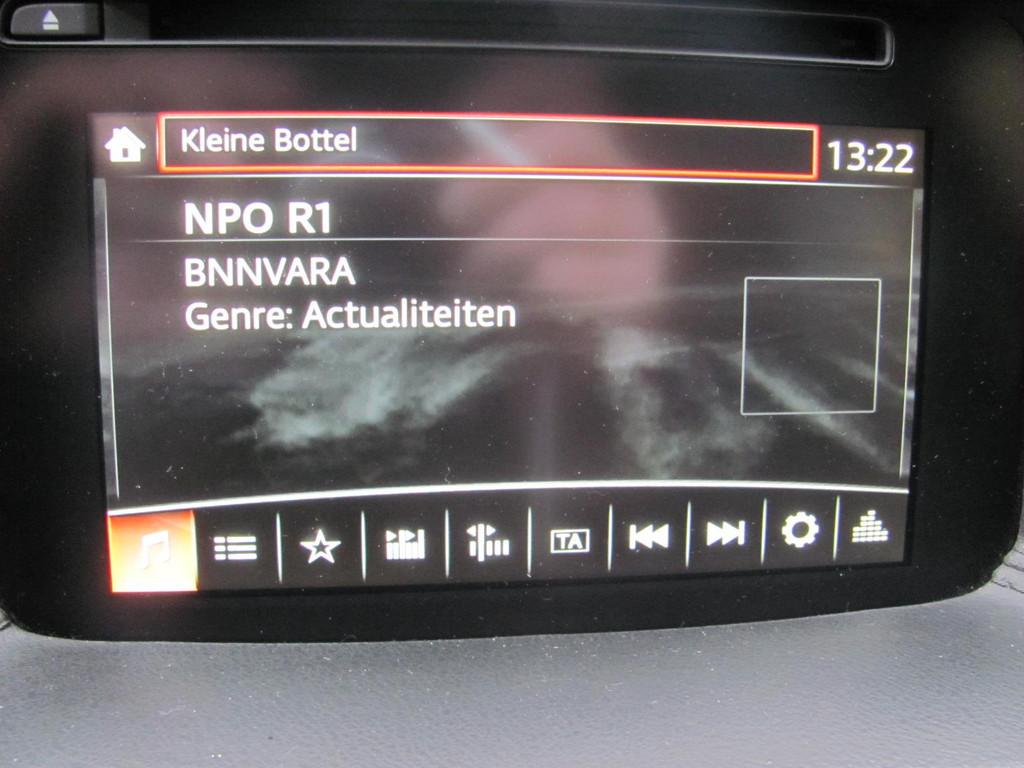 Kleine Bottel
13:22
NPO R1
BNNVARA
Genre: Actualiteiten
TA